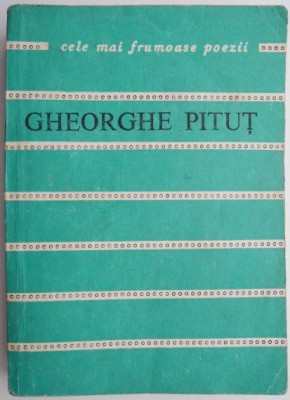 cele mai frumoase poezii
GHEORGHE PITUȚ